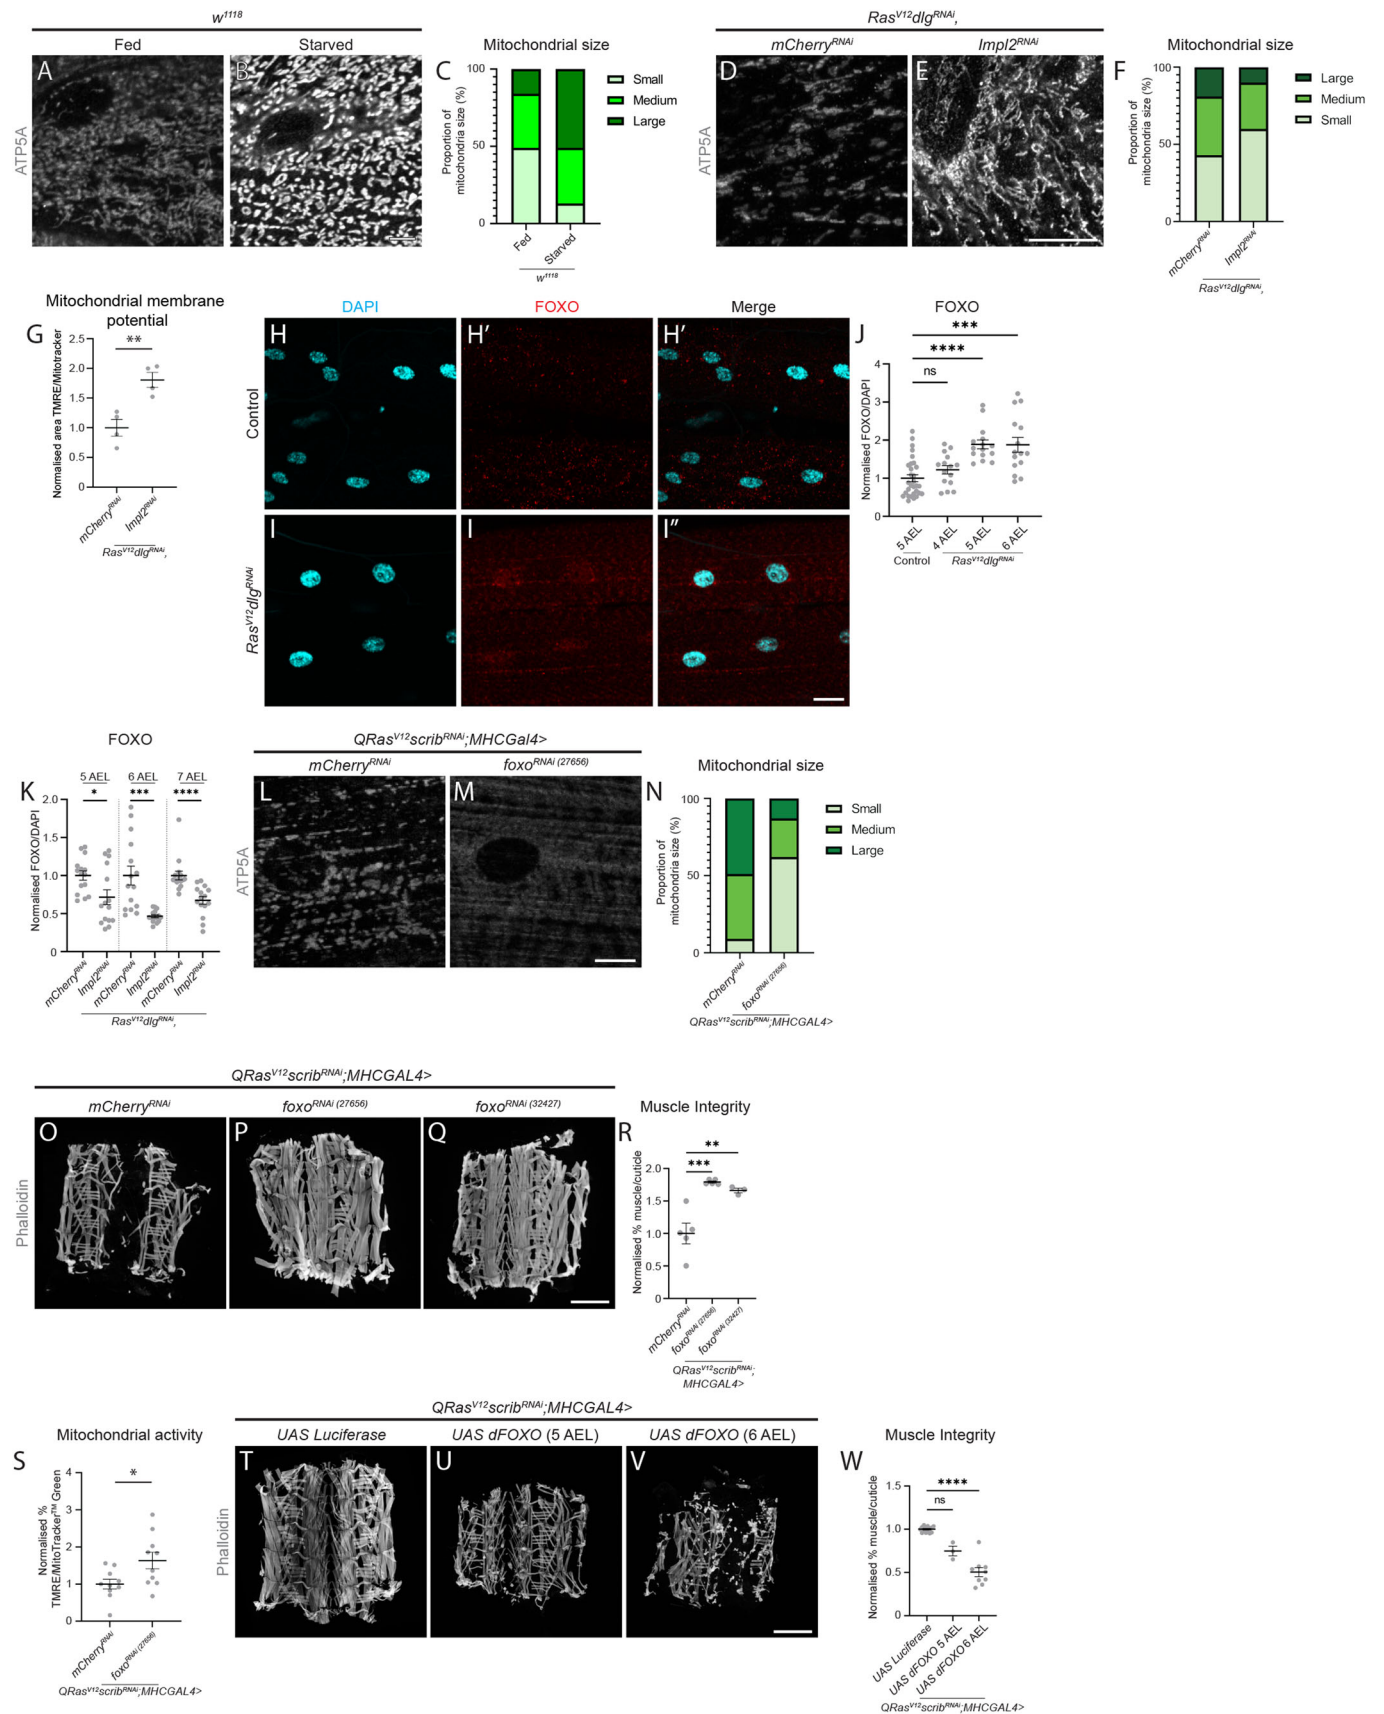 w1118
Fed
Starved
A
B
ATP5A
C
Mitochondrial size
Proportion of
mitochondria size (%)
100
50
0
Fed
Starved
w1118
Small
Medium
Large
RasV12dlgRNAi,
mCherryRNAi
Impl2RNAi
D
E
ATP5A
F
Mitochondrial size
Proportion of
mitochondria size (%)
100
50
0
mCherryRNAi
Impl2RNAi
RasV12dlgRNAi,
Large
Medium
Small
G
Mitochondrial membrane
potential
Normalised area TMRE/Mitotracker
2.5
2.0
1.5
1.0
0
**
mCherryRNAi
Impl2RNAi
RasV12dlgRNAi,
DAPI
FOXO
Merge
Control
H
H′
H′
RasV12dlgRNAi
I
I′
I″
J
FOXO
***
****
ns
Normalised FOXO/DAPI
4
3
2
1
0
5 AEL
4 AEL
5 AEL
6 AEL
Control
RasV12dlgRNAi
K
FOXO
5 AEL
6 AEL
7 AEL
*
***
****
Normalised FOXO/DAPI
2.0
1.5
1.0
0.5
0
mCherryRNAi
Impl2RNAi
mCherryRNAi
Impl2RNAi
mCherryRNAi
Impl2RNAi
RasV12dlgRNAi,
QRasV12scribRNAi;MHCGal4>
mCherryRNAi
foxoRNAi (27656)
L
M
ATP5A
N
Mitochondrial size
Proportion of
mitochondria size (%)
100
50
0
mCherryRNAi
foxoRNAi (27656)
QRasV12scribRNAi;MHCGAL4>
Small
Medium
Large
QRasV12scribRNAi;MHCGAL4>
mCherryRNAi
foxoRNAi (27656)
foxoRNAi (32427)
O
P
Q
Phalloidin
R
Muscle Integrity
**
***
Normalised % muscle/cuticle
2.0
1.5
1.0
0.5
0
mCherryRNAi
foxoRNAi (27656)
foxoRNAi (32427)
QRasV12scribRNAi;
MHCGAL4>
S
Mitochondrial activity
Normalised %
TMRE/MitoTracker™ Green
4
3
2
1
0
*
mCherryRNAi
foxoRNAi (27656)
QRasV12scribRNAi;MHCGAL4>
QRasV12scribRNAi;MHCGAL4>
UAS Luciferase
UAS dFOXO (5 AEL)
UAS dFOXO (6 AEL)
T
U
V
Phalloidin
W
Muscle Integrity
****
ns
Normalised % muscle/cuticle
1.5
1.0
0.5
0
UAS Luciferase
UAS dFOXO 5 AEL
UAS dFOXO 6 AEL
QRasV12scribRNAi;MHCGAL4>